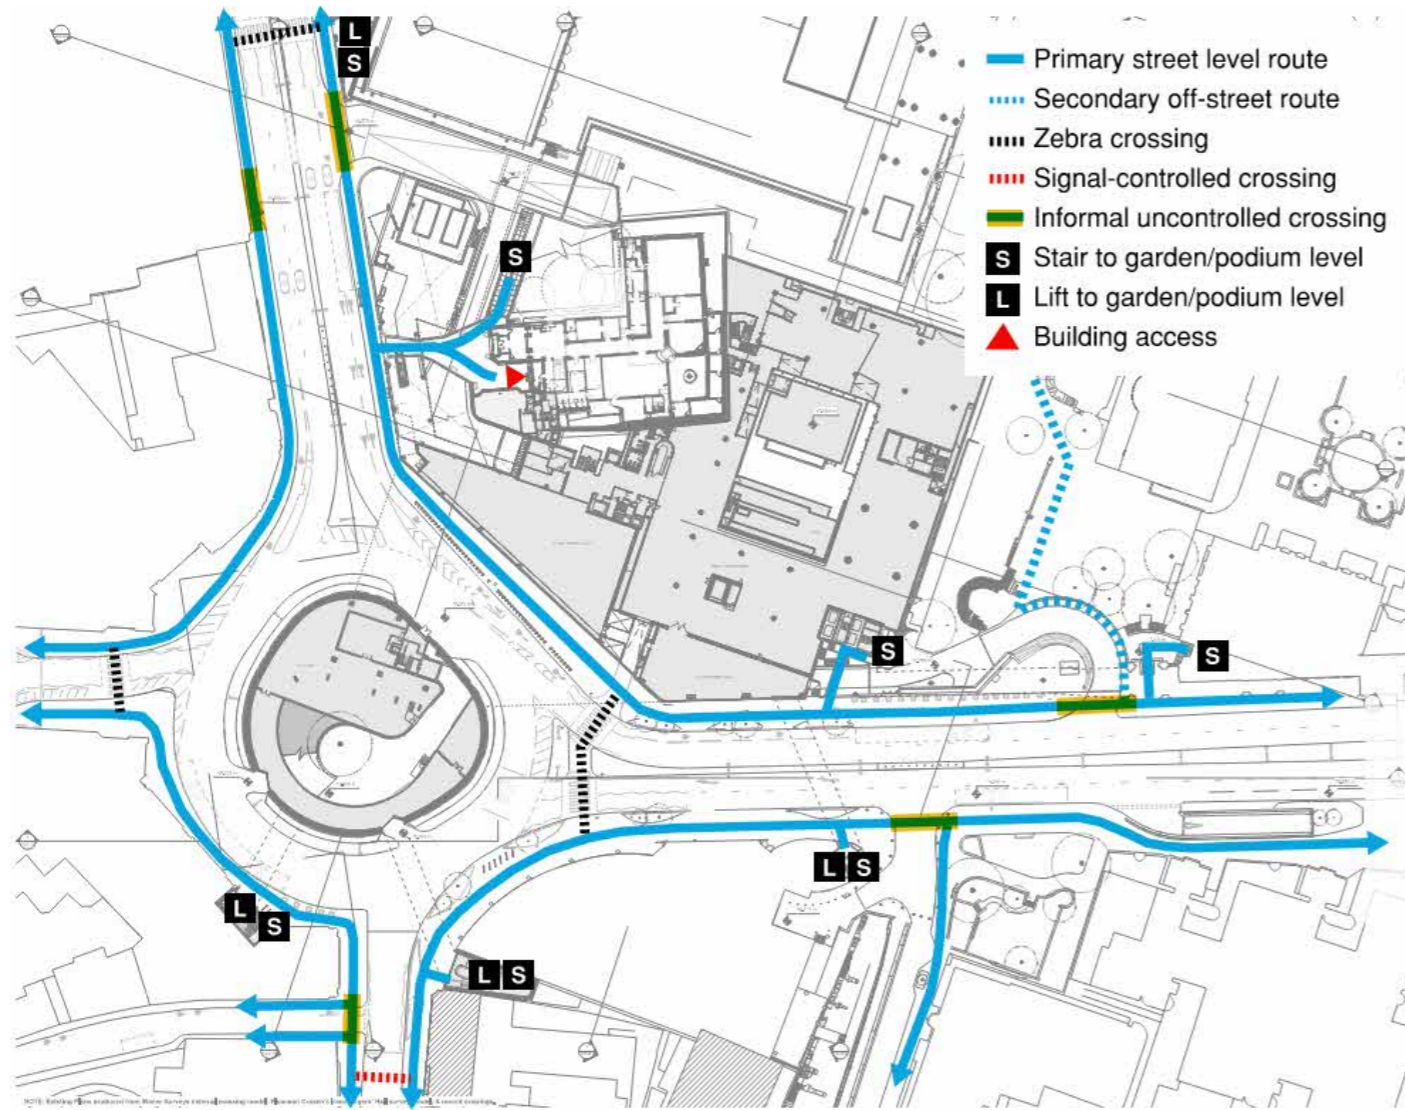 L
S
Primary street level route
Secondary off-street route
Zebra crossing
Signal-controlled crossing
Informal uncontrolled crossing
S Stair to garden/podium level
L Lift to garden/podium level
Building access
S
S
S
L S
L
S
L S